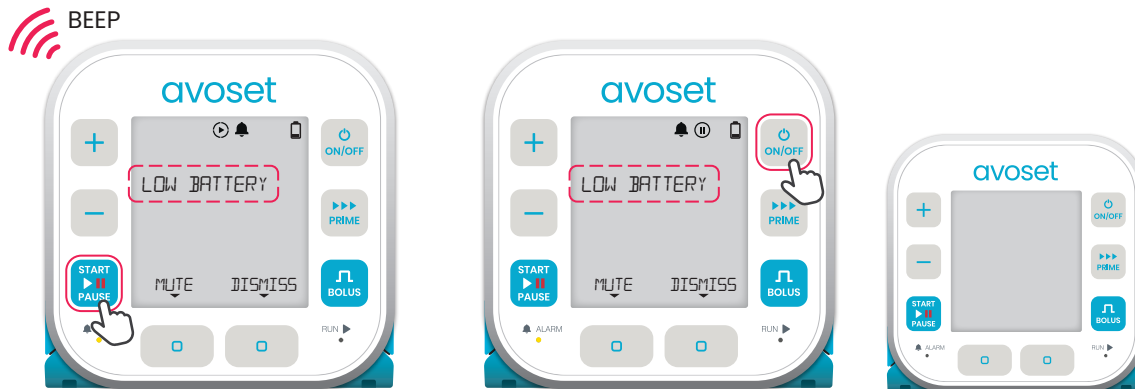 BEEP
avoset
ON/OFF
LOW BATTERY
PRIME
START
PAUSE
MUTE
DISMISS
BOLUS
RUN
avoset
ON/OFF
LOW BATTERY
PRIME
START
PAUSE
MUTE
DISMISS
BOLUS
ALARM
RUN
avoset
ON/OFF
PRIME
START
PAUSE
BOLUS
ALARM
RUN